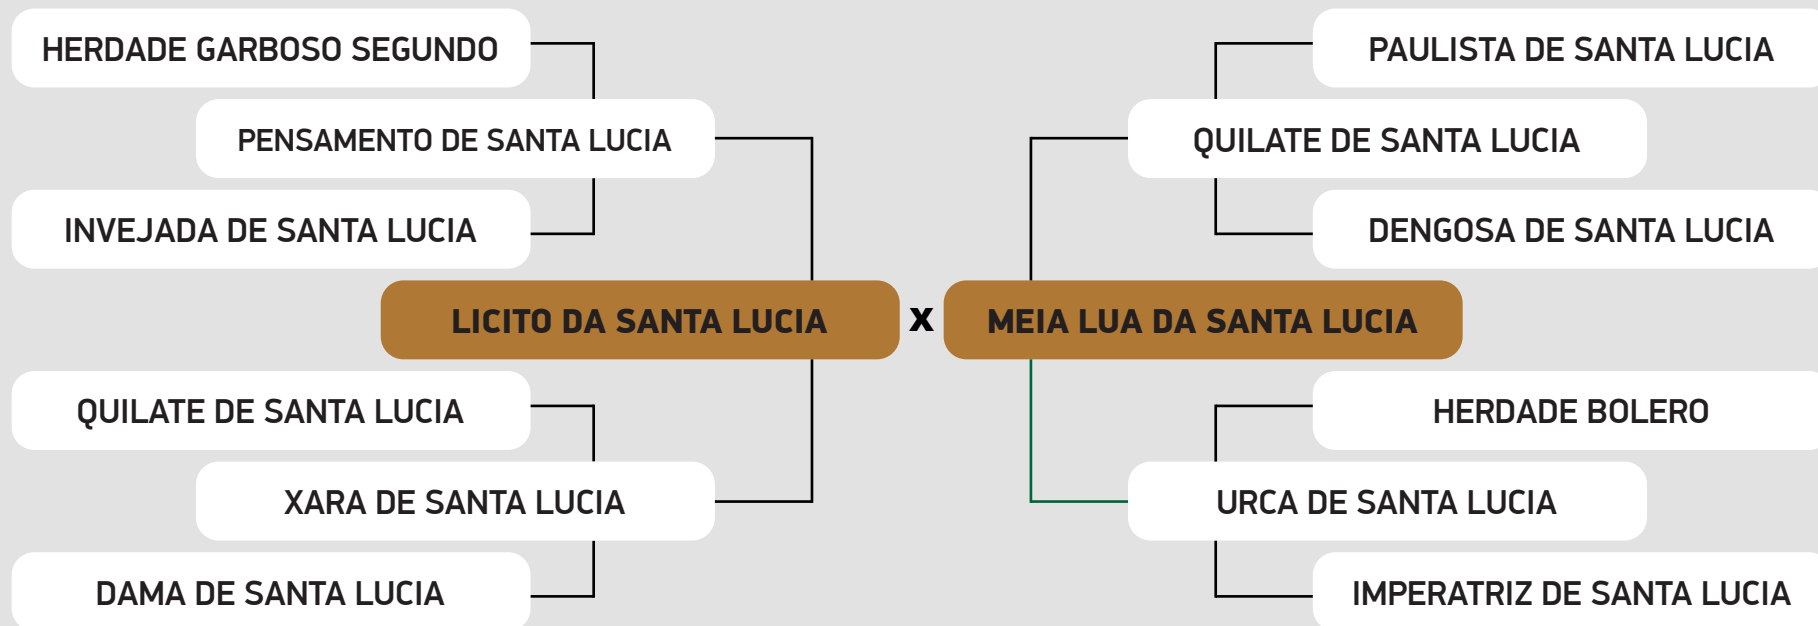 HERDADE GARBOSO SEGUNDO
PAULISTA DE SANTA LUCIA
PENSAMENTO DE SANTA LUCIA
QUILATE DE SANTA LUCIA
INVEJADA DE SANTA LUCIA
DENGOSA DE SANTA LUCIA
LICITO DA SANTA LUCIA x MEIA LUA DA SANTA LUCIA
QUILATE DE SANTA LUCIA
HERDADE BOLERO
XARA DE SANTA LUCIA
URCA DE SANTA LUCIA
DAMA DE SANTA LUCIA
IMPERATRIZ DE SANTA LUCIA